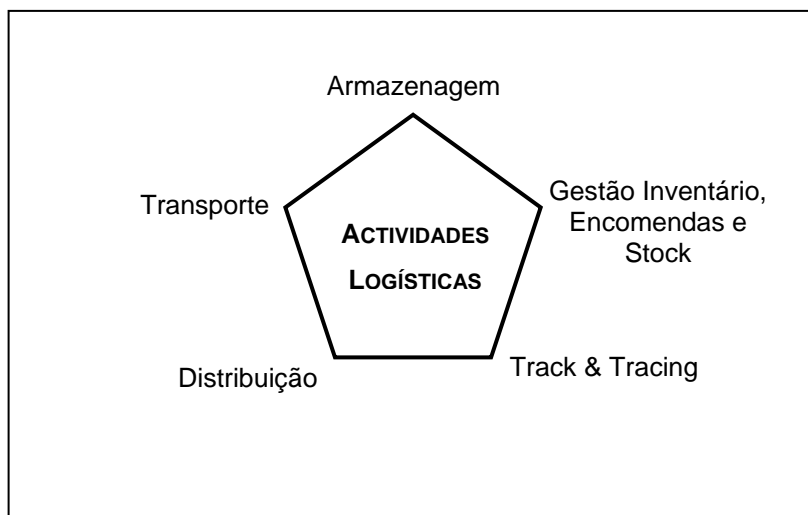 Armazenagem
Transporte
Gestão Inventário,
Encomendas e
Stock
ACTIVIDADES
LOGÍSTICAS
Distribuição
Track & Tracing